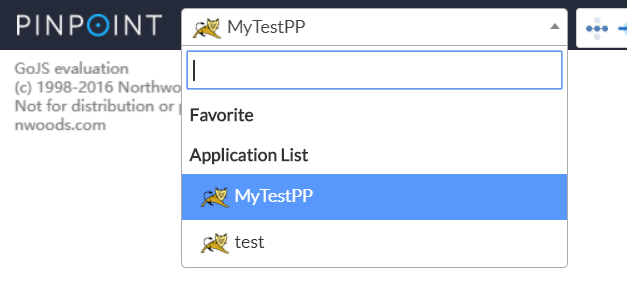 PINPOINT
MyTestPP
GoJS evaluation
(c) 1998-2016 Northwo
Not for distribution or
nwoods.com
Favorite
Application List
MyTestPP
test